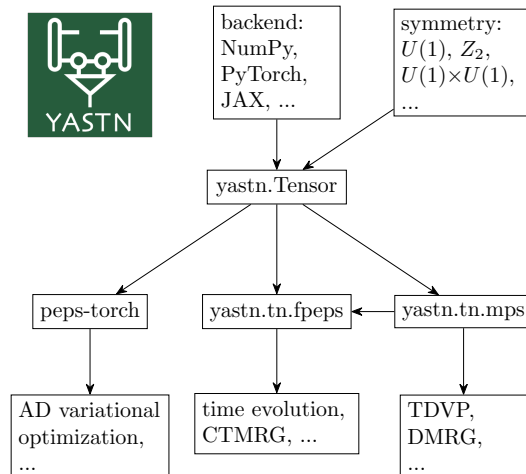 YASTN
backend:
NumPy,
PyTorch,
JAX, ...
symmetry:
U(1), Z₂,
U(1)×U(1),
...
yastn.Tensor
peps-torch
yastn.tn.fpeps
yastn.tn.mps
AD variational
optimization,
...
time evolution,
CTMRG, ...
TDVP,
DMRG,
...